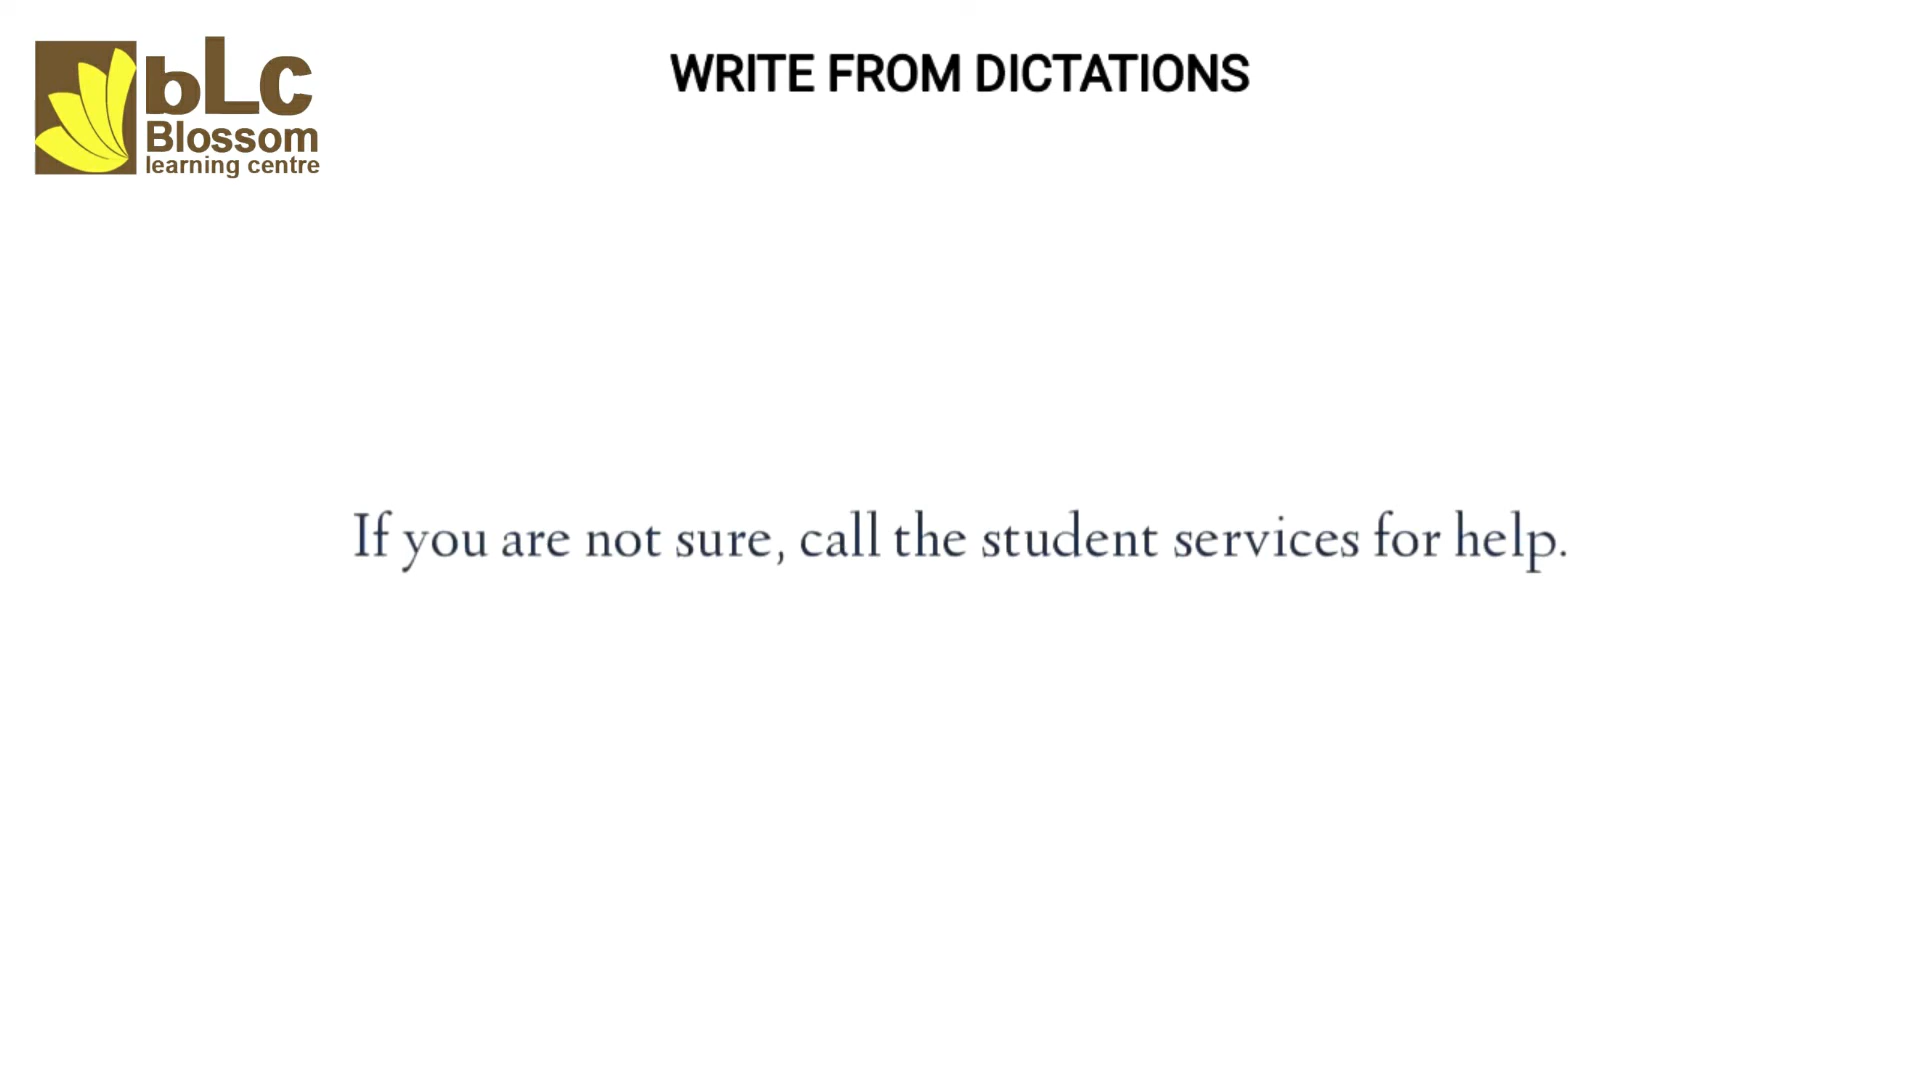 bLc
Blossom
learning centre
WRITE FROM DICTATIONS
If you are not sure, call the student services for help.